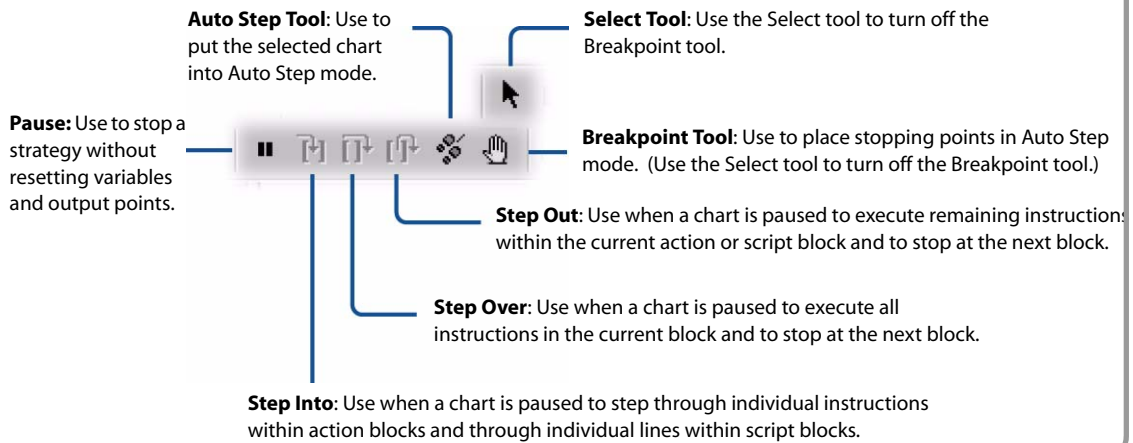 Auto Step Tool: Use to
put the selected chart
into Auto Step mode.
Select Tool: Use the Select tool to turn off the
Breakpoint tool.
Pause: Use to stop a
strategy without
resetting variables
and output points.
Breakpoint Tool: Use to place stopping points in Auto Step
mode. (Use the Select tool to turn off the Breakpoint tool.)
Step Out: Use when a chart is paused to execute remaining instructions
within the current action or script block and to stop at the next block.
Step Over: Use when a chart is paused to execute all
instructions in the current block and to stop at the next block.
Step Into: Use when a chart is paused to step through individual instructions
within action blocks and through individual lines within script blocks.